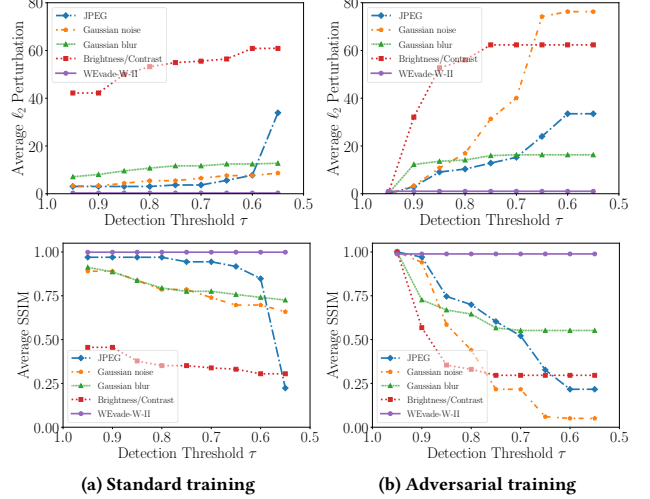 80
60
40
20
0
Average ℓ₂ Perturbation
JPEG
Gaussian noise
Gaussian blur
Brightness/Contrast
WEvade-W-II
1.0 0.9 0.8 0.7 0.6 0.5
Detection Threshold τ
80
60
40
20
0
Average ℓ₂ Perturbation
JPEG
Gaussian noise
Gaussian blur
Brightness/Contrast
WEvade-W-II
1.0 0.9 0.8 0.7 0.6 0.5
Detection Threshold τ
1.00
0.75
0.50
0.25
0.00
Average SSIM
JPEG
Gaussian noise
Gaussian blur
Brightness/Contrast
WEvade-W-II
1.0 0.9 0.8 0.7 0.6 0.5
Detection Threshold τ
1.00
0.75
0.50
0.25
0.00
Average SSIM
JPEG
Gaussian noise
Gaussian blur
Brightness/Contrast
WEvade-W-II
1.0 0.9 0.8 0.7 0.6 0.5
Detection Threshold τ
(a) Standard training
(b) Adversarial training